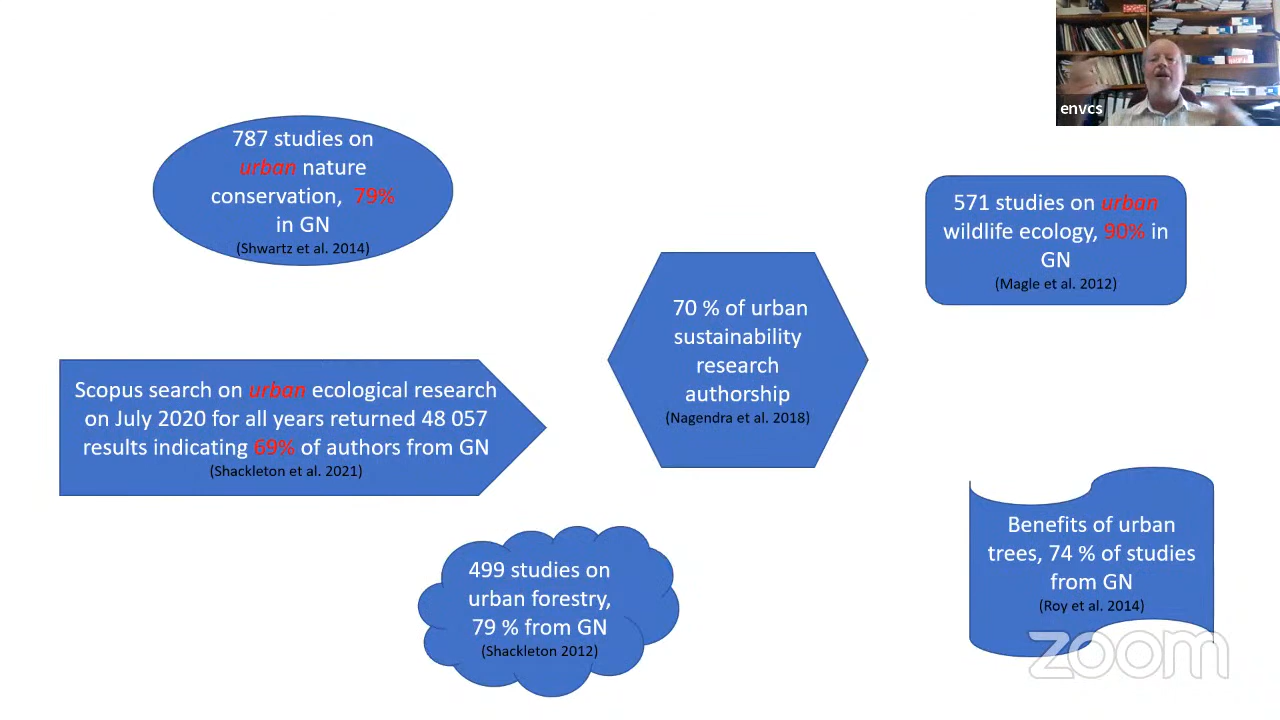 787 studies on
urban nature
conservation, 79%
in GN
(Shwartz et al. 2014)
envcs
571 studies on urban
wildlife ecology, 90% in
GN
(Magle et al. 2012)
70 % of urban
sustainability
research
authorship
(Nagendra et al. 2018)
Scopus search on urban ecological research
on July 2020 for all years returned 48 057
results indicating 69% of authors from GN
(Shackleton et al. 2021)
499 studies on
urban forestry,
79 % from GN
(Shackleton 2012)
Benefits of urban
trees, 74 % of studies
from GN
(Roy et al. 2014)
zoom